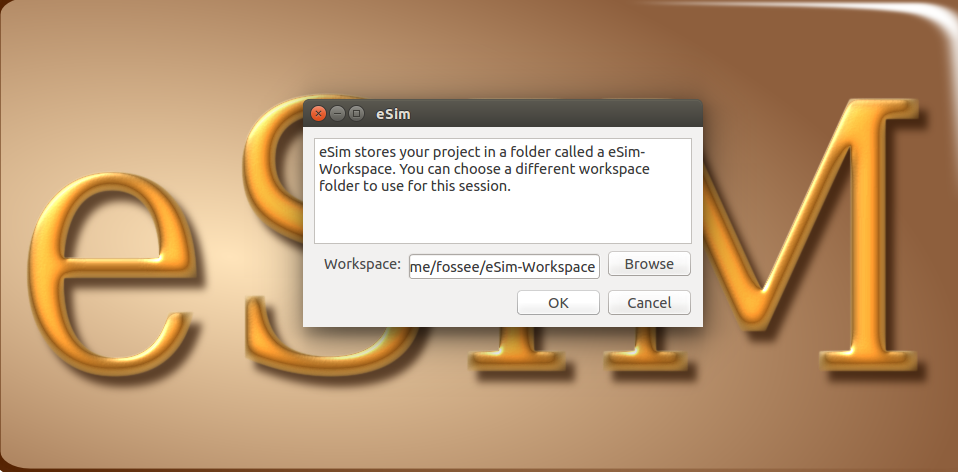 eSim
eSim
eSim stores your project in a folder called a eSim-
Workspace. You can choose a different workspace
folder to use for this session.
Workspace: me/fossee/eSim-Workspace Browse
OK Cancel